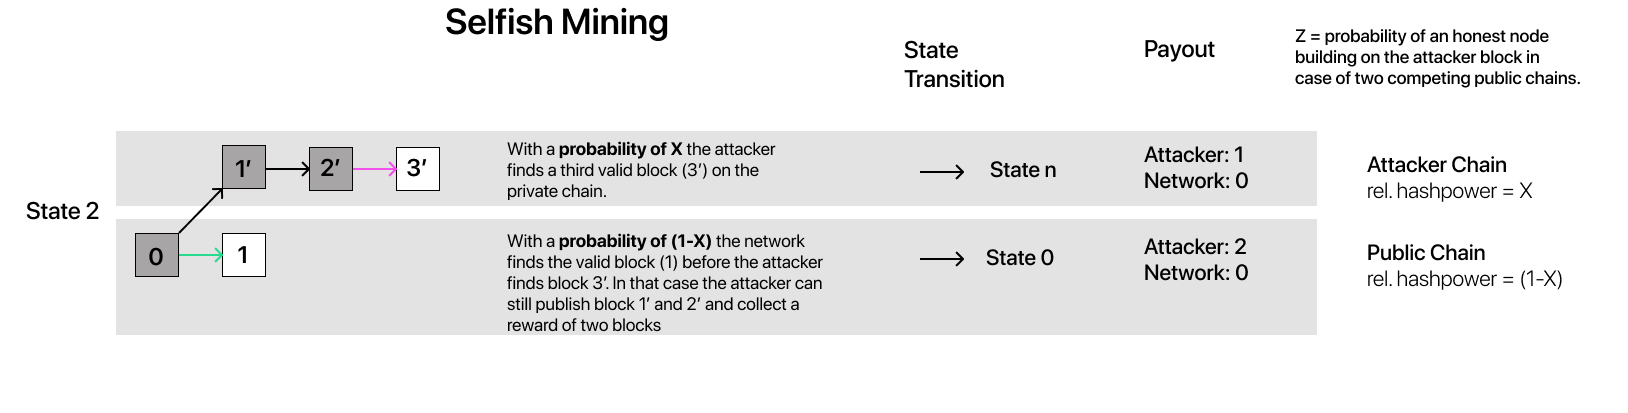 Selfish Mining
State
Transition
Payout
Z = probability of an honest node
building on the attacker block in
case of two competing public chains.
State 2
1’
2’
3’
With a probability of X the attacker
finds a third valid block (3’) on the
private chain.
State n
Attacker: 1
Network: 0
Attacker Chain
rel. hashpower = X
0
1
With a probability of (1-X) the network
finds the valid block (1) before the attacker
finds block 3’. In that case the attacker can
still publish block 1’ and 2’ and collect a
reward of two blocks
State 0
Attacker: 2
Network: 0
Public Chain
rel. hashpower = (1-X)